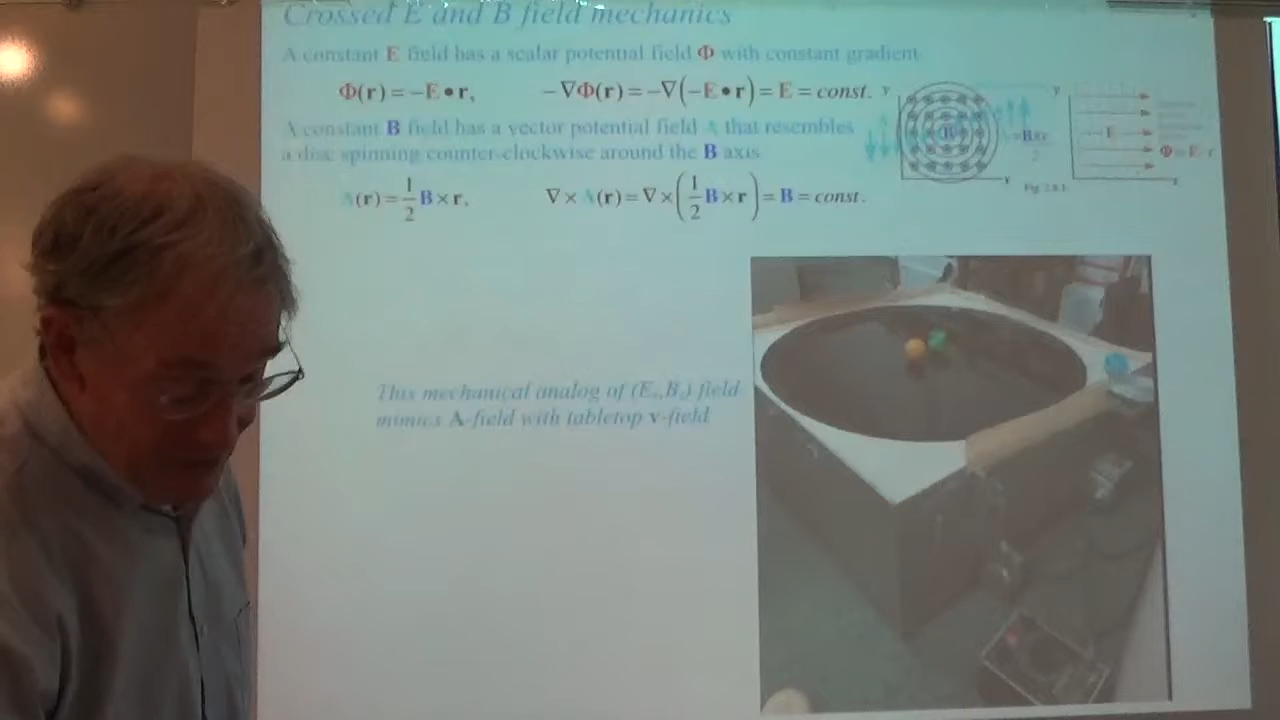 Crossed E and B field mechanics
A constant E field has a scalar potential field Φ with constant gradient
Φ(r)=-E•r, -∇Φ(r)=-∇(-E•r)=E=const.
A constant B field has a vector potential field A that resembles
a disc spinning counter-clockwise around the B axis
A(r)=1/2 B×r, ∇×A(r)=∇×(1/2 B×r)=B=const.
y
B
x
y
E
x
This mechanical analog of field
mimics A-field with tabletop v-field